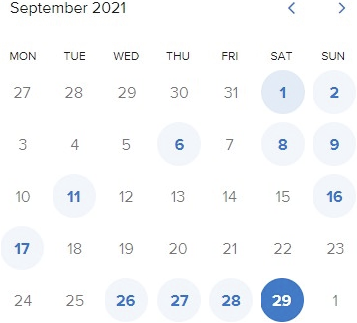 September 2021
MON TUE WED THU FRI SAT SUN
27 28 29 30 31 1 2
3 4 5 6 7 8 9
10 11 12 13 14 15 16
17 18 19 20 21 22 23
24 25 26 27 28 29 1